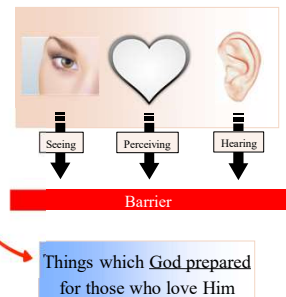 Seeing
Perceiving
Hearing
Barrier
Things which God prepared
for those who love Him